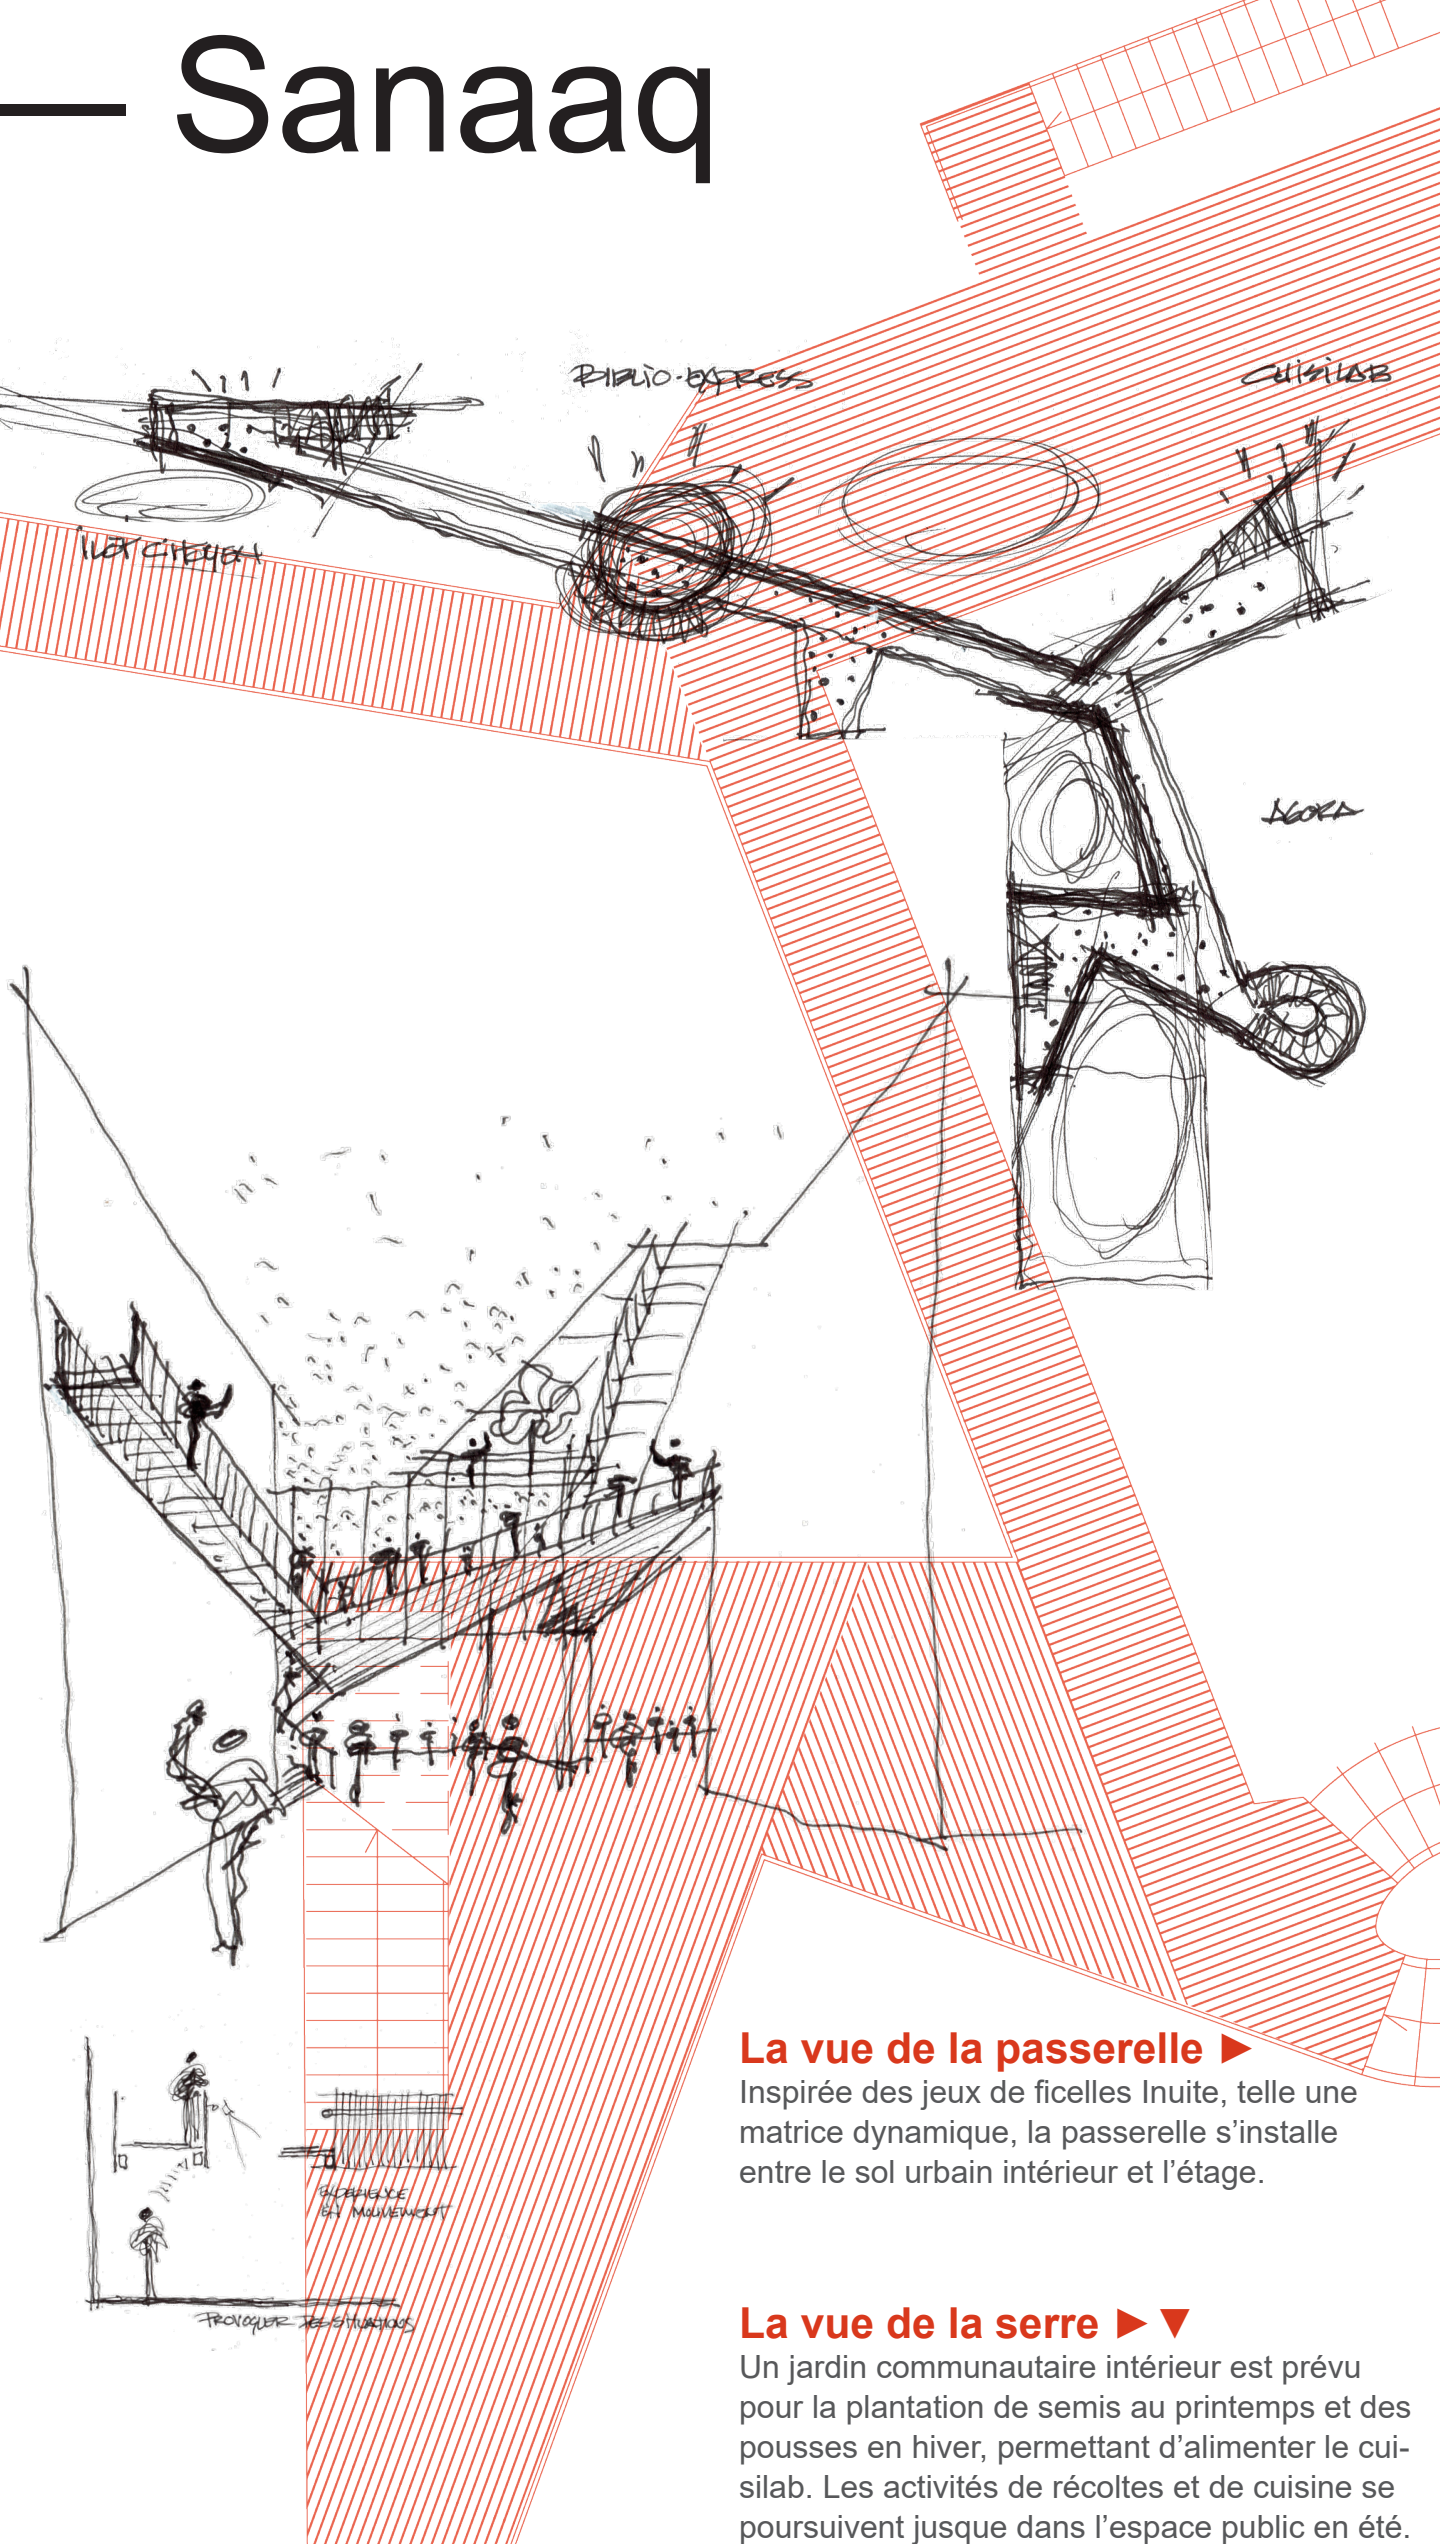 — Sanaaq
BIBLIO-EXPRESS
CUISILAB
ILOT CITOYEN
AGORA
EXPERIENCE
EN MOUVEMENT
PROVOQUER DES SITUATIONS
La vue de la passerelle ►
Inspirée des jeux de ficelles Inuite, telle une
matrice dynamique, la passerelle s’installe
entre le sol urbain intérieur et l’étage.
La vue de la serre ►▼
Un jardin communautaire intérieur est prévu
pour la plantation de semis au printemps et des
pousses en hiver, permettant d’alimenter le cui-
silab. Les activités de récoltes et de cuisine se
poursuivent jusque dans l’espace public en été.